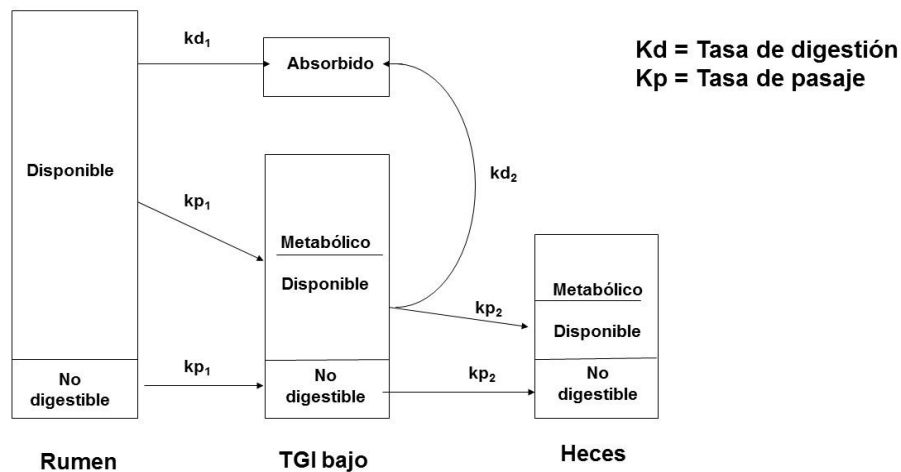 kd₁
Absorbido
Kd = Tasa de digestión
Kp = Tasa de pasaje
Disponible
kp₁
kd₂
Metabólico
Disponible
kp₂
Metabólico
Disponible
No
digestible
kp₁
No
digestible
kp₂
No
digestible
Rumen
TGI bajo
Heces